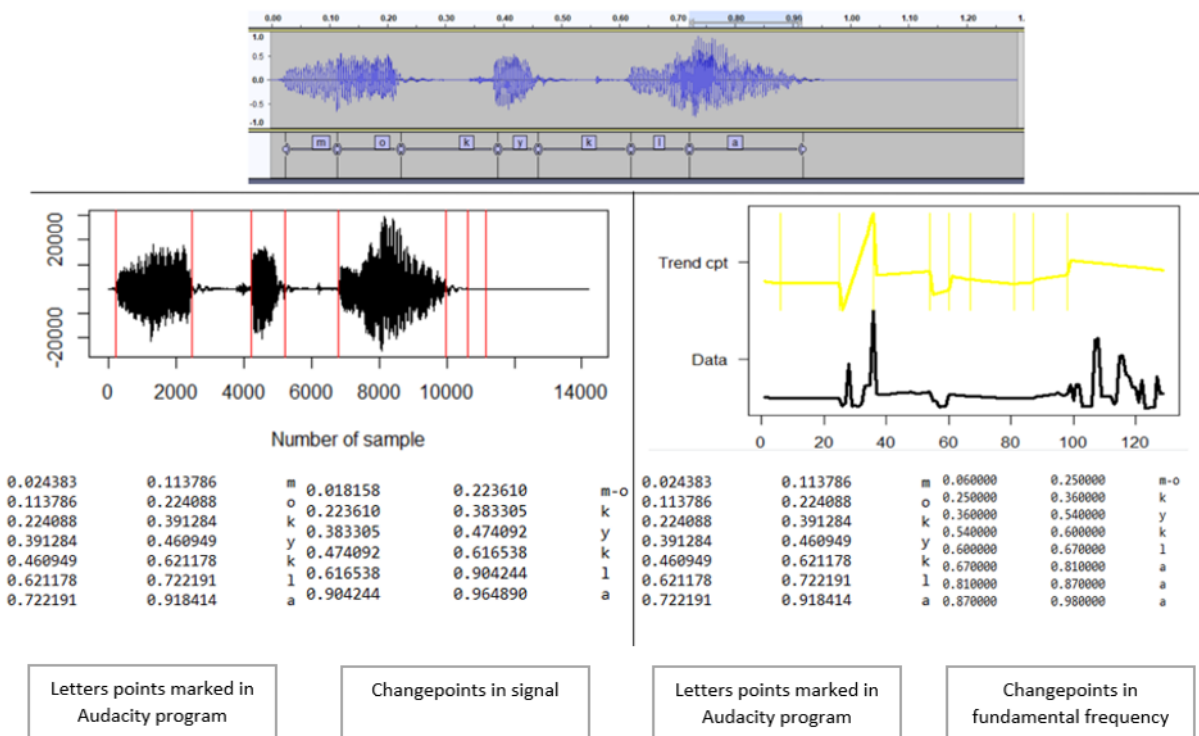 0.00 0.10 0.20 0.30 0.40 0.50 0.60 0.70 0.80 0.90 1.00 1.10 1.20 1.
1.0
0.5
0.0
-0.5
-1.0
m o k y k l a
20000
0
-20000
0 2000 4000 6000 8000 10000 14000
Number of sample
Trend cpt
Data
0 20 40 60 80 100 120
0.024383 0.113786 m
0.113786 0.224088 o
0.224088 0.391284 k
0.391284 0.460949 y
0.460949 0.621178 k
0.621178 0.722191 l
0.722191 0.918414 a
0.018158 0.223610 m-o
0.223610 0.383305 k
0.383305 0.474092 y
0.474092 0.616538 k
0.616538 0.904244 l
0.904244 0.964890 a
0.024383 0.113786 m
0.113786 0.224088 o
0.224088 0.391284 k
0.391284 0.460949 y
0.460949 0.621178 k
0.621178 0.722191 l
0.722191 0.918414 a
0.060000 0.250000 m-o
0.250000 0.360000 k
0.360000 0.540000 y
0.540000 0.600000 k
0.600000 0.670000 l
0.670000 0.810000 a
0.810000 0.870000 a
0.870000 0.980000 a
Letters points marked in
Audacity program
Changepoints in signal
Letters points marked in
Audacity program
Changepoints in
fundamental frequency